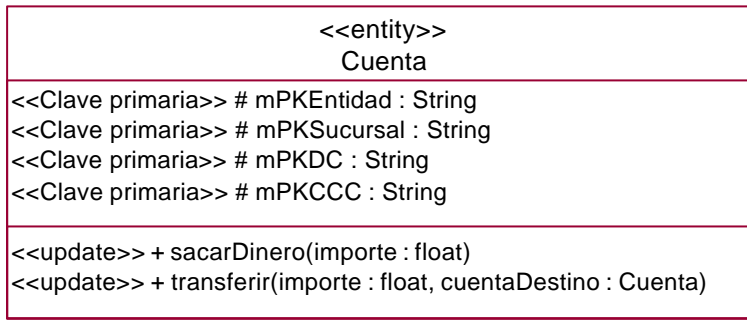 <<entity>>
Cuenta
<<Clave primaria>> # mPKEntidad : String
<<Clave primaria>> # mPKSucursal : String
<<Clave primaria>> # mPKDC : String
<<Clave primaria>> # mPKCCC : String
<<update>> + sacarDinero(importe : float)
<<update>> + transferir(importe : float, cuentaDestino : Cuenta)